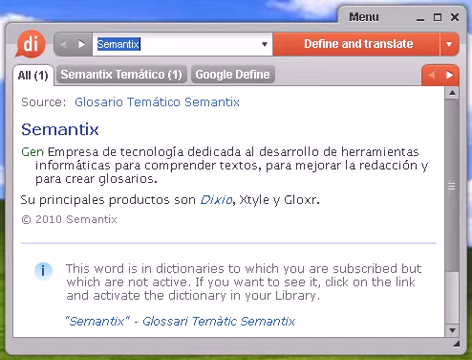 Menu
di
Semantix
Define and translate
All (1)
Semantix Temático (1)
Google Define
Source: Glosario Temático Semantix
Semantix
Gen Empresa de tecnología dedicada al desarrollo de herramientas
informáticas para comprender textos, para mejorar la redacción y
para crear glosarios.
Su principales productos son Dixio, Xtyle y Gloxr.
© 2010 Semantix
i
This word is in dictionaries to which you are subscribed but
which are not active. If you want to see it, click on the link
and activate the dictionary in your Library.
"Semantix" - Glossari Temàtic Semantix